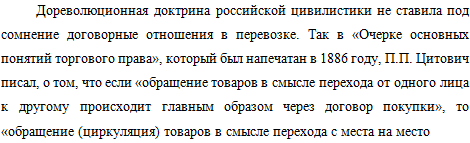 Дореволюционная доктрина российской цивилистики не ставила под
сомнение договорные отношения в перевозке. Так в «Очерке основных
понятий торгового права», который был напечатан в 1886 году, П.П. Цитович
писал, о том, что если «обращение товаров в смысле перехода от одного лица
к другому происходит главным образом через договор покупки», то
«обращение (циркуляция) товаров в смысле перехода с места на место